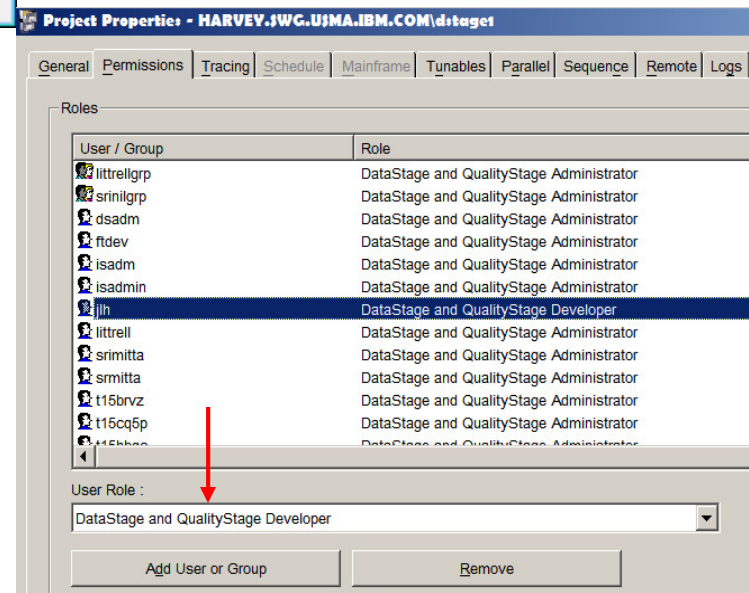 Project Properties - HARVEY.SWG.USMA.IBM.COM\dstage1
General Permissions Tracing Schedule Mainframe Tunables Parallel Sequence Remote Logs
Roles
User / Group Role
littrellgrp DataStage and QualityStage Administrator
srinilgrp DataStage and QualityStage Administrator
dsadm DataStage and QualityStage Administrator
ftdev DataStage and QualityStage Administrator
isadm DataStage and QualityStage Administrator
isadmin DataStage and QualityStage Administrator
jlh DataStage and QualityStage Developer
littrell DataStage and QualityStage Administrator
srimitta DataStage and QualityStage Administrator
srmitta DataStage and QualityStage Administrator
t15brvz DataStage and QualityStage Administrator
t15cq5p DataStage and QualityStage Administrator
DataStage and QualityStage Administrator
User Role :
DataStage and QualityStage Developer
Add User or Group Remove